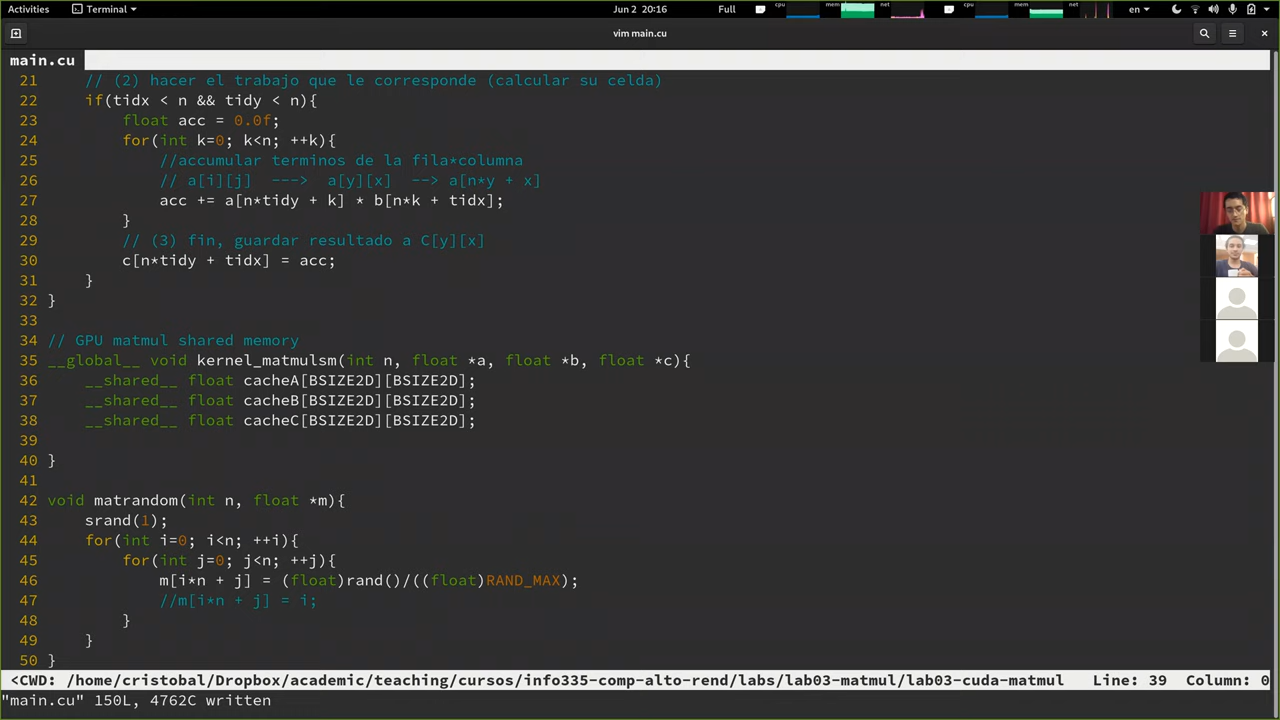 Activities Terminal Jun 2 20:16 Full cpu mem net cpu mem net en
vim main.cu
main.cu
21 // (2) hacer el trabajo que le corresponde (calcular su celda)
22 if(tidx < n && tidy < n){
23 float acc = 0.0f;
24 for(int k=0; k<n; ++k){
25 //accumular terminos de la fila*columna
26 // a[i][j] ---> a[y][x] --> a[n*y + x]
27 acc += a[n*tidy + k] * b[n*k + tidx];
28 }
29 // (3) fin, guardar resultado a C[y][x]
30 c[n*tidy + tidx] = acc;
31 }
32 }
33
34 // GPU matmul shared memory
35 __global__ void kernel_matmulsm(int n, float *a, float *b, float *c){
36 __shared__ float cacheA[BSIZE2D][BSIZE2D];
37 __shared__ float cacheB[BSIZE2D][BSIZE2D];
38 __shared__ float cacheC[BSIZE2D][BSIZE2D];
39
40 }
41
42 void matrandom(int n, float *m){
43 srand(1);
44 for(int i=0; i<n; ++i){
45 for(int j=0; j<n; ++j){
46 m[i*n + j] = (float)rand()/((float)RAND_MAX);
47 //m[i*n + j] = i;
48 }
49 }
50 }
<CWD: /home/cristobal/Dropbox/academic/teaching/cursos/info335-comp-alto-rend/labs/lab03-matmul/lab03-cuda-matmul Line: 39 Column: 0
"main.cu" 150L, 4762C written